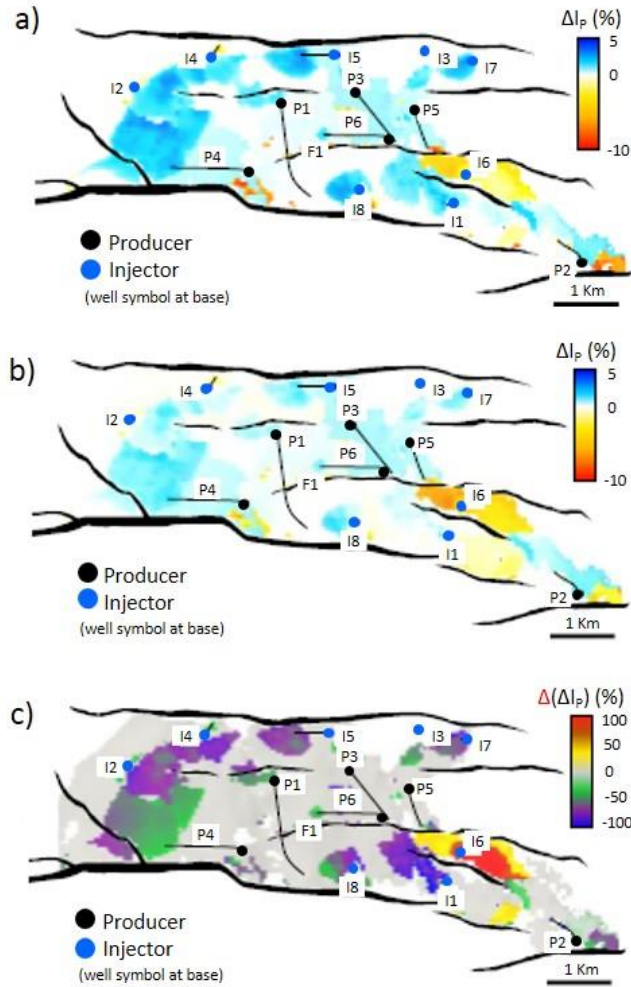 a)
ΔIP (%)
5
0
-10
I4
I5
I3
I7
I2
P3
P1
P5
P6
F1
P4
I6
I8
I1
P2
Producer
Injector
(well symbol at base)
1 Km
b)
ΔIP (%)
5
0
-10
I4
I5
I3
I7
I2
P3
P1
P5
P6
F1
P4
I6
I8
I1
P2
Producer
Injector
(well symbol at base)
1 Km
c)
Δ(ΔIP) (%)
100
50
0
-50
-100
I4
I5
I3
I7
I2
P3
P1
P5
P6
F1
P4
I6
I8
I1
P2
Producer
Injector
(well symbol at base)
1 Km